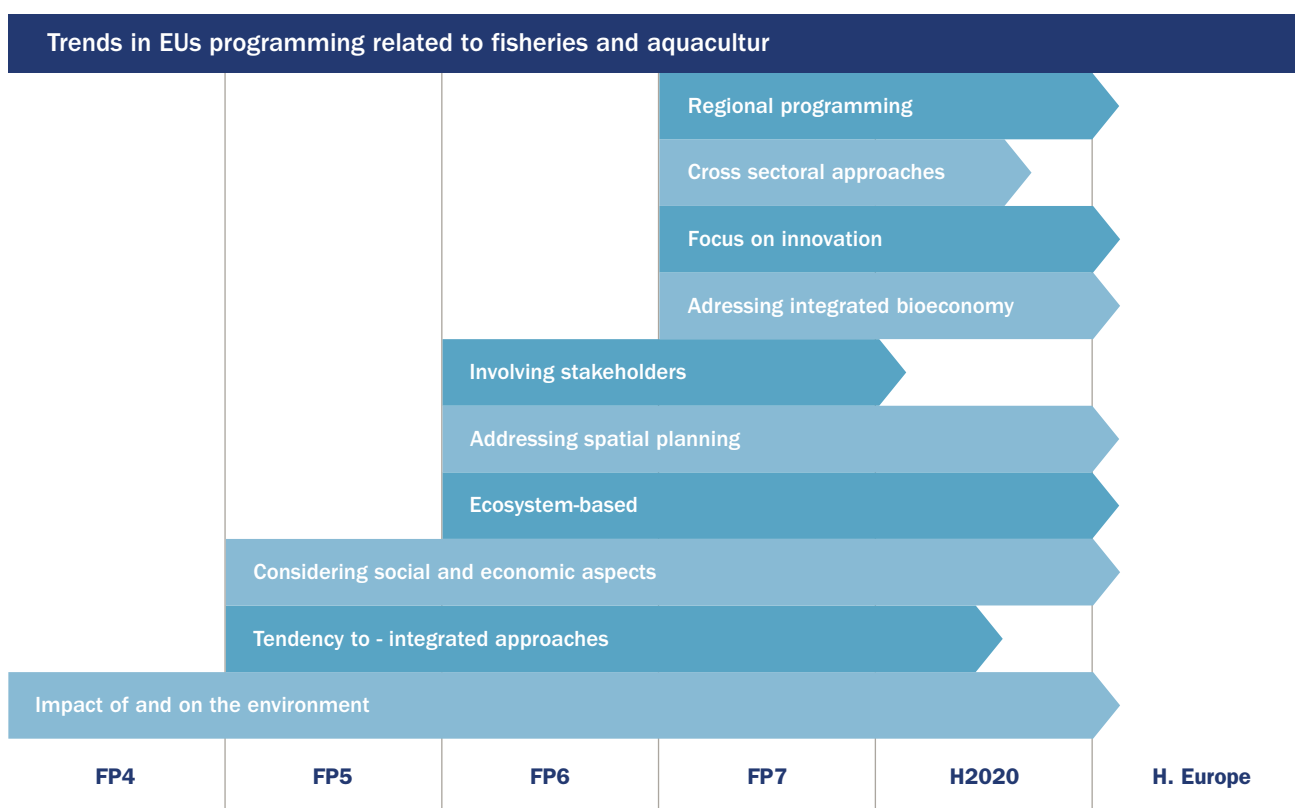 Trends in EUs programming related to fisheries and aquacultur
Regional programming
Cross sectoral approaches
Focus on innovation
Adressing integrated bioeconomy
Involving stakeholders
Addressing spatial planning
Ecosystem-based
Considering social and economic aspects
Tendency to - integrated approaches
Impact of and on the environment
FP4 FP5 FP6 FP7 H2020 H. Europe